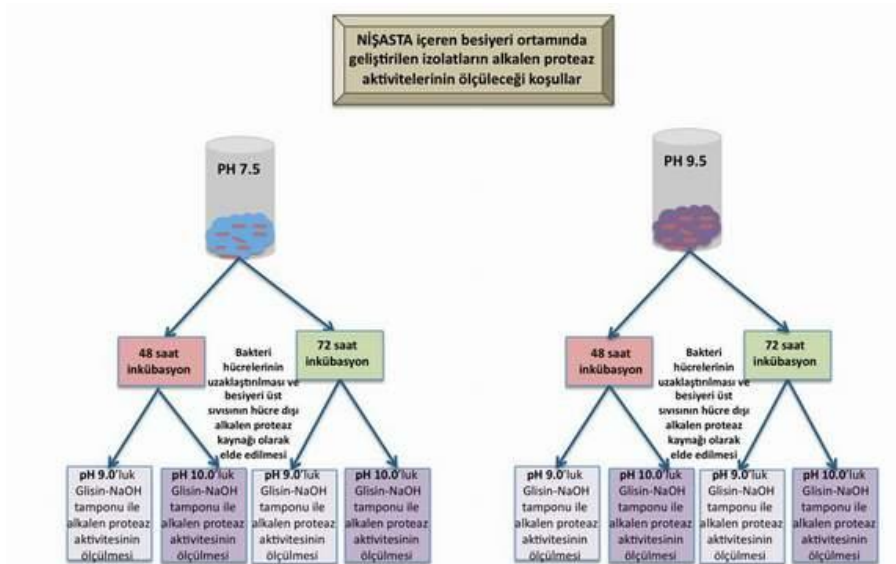 NİŞASTA içeren besiyeri ortamında
geliştirilen izolatların alkalen proteaz
aktivitelerinin ölçüleceği koşullar
PH 7.5
PH 9.5
48 saat
inkübasyon
Bakteri
hücrelerinin
uzaklaştırılması ve
besiyeri üst
sıvısının hücre dışı
alkalen proteaz
kaynağı olarak
elde edilmesi
72 saat
inkübasyon
48 saat
inkübasyon
Bakteri
hücrelerinin
uzaklaştırılması ve
besiyeri üst
sıvısının hücre dışı
alkalen proteaz
kaynağı olarak
elde edilmesi
72 saat
inkübasyon
pH 9.0'luk
Glisin-NaOH
tamponu ile
alkalen proteaz
aktivitesinin
ölçülmesi
pH 10.0'luk
Glisin-NaOH
tamponu ile
alkalen proteaz
aktivitesinin
ölçülmesi
pH 9.0'luk
Glisin-NaOH
tamponu ile
alkalen proteaz
aktivitesinin
ölçülmesi
pH 10.0'luk
Glisin-NaOH
tamponu ile
alkalen proteaz
aktivitesinin
ölçülmesi
pH 9.0'luk
Glisin-NaOH
tamponu ile
alkalen proteaz
aktivitesinin
ölçülmesi
pH 10.0'luk
Glisin-NaOH
tamponu ile
alkalen proteaz
aktivitesinin
ölçülmesi
pH 9.0'luk
Glisin-NaOH
tamponu ile
alkalen proteaz
aktivitesinin
ölçülmesi
pH 10.0'luk
Glisin-NaOH
tamponu ile
alkalen proteaz
aktivitesinin
ölçülmesi